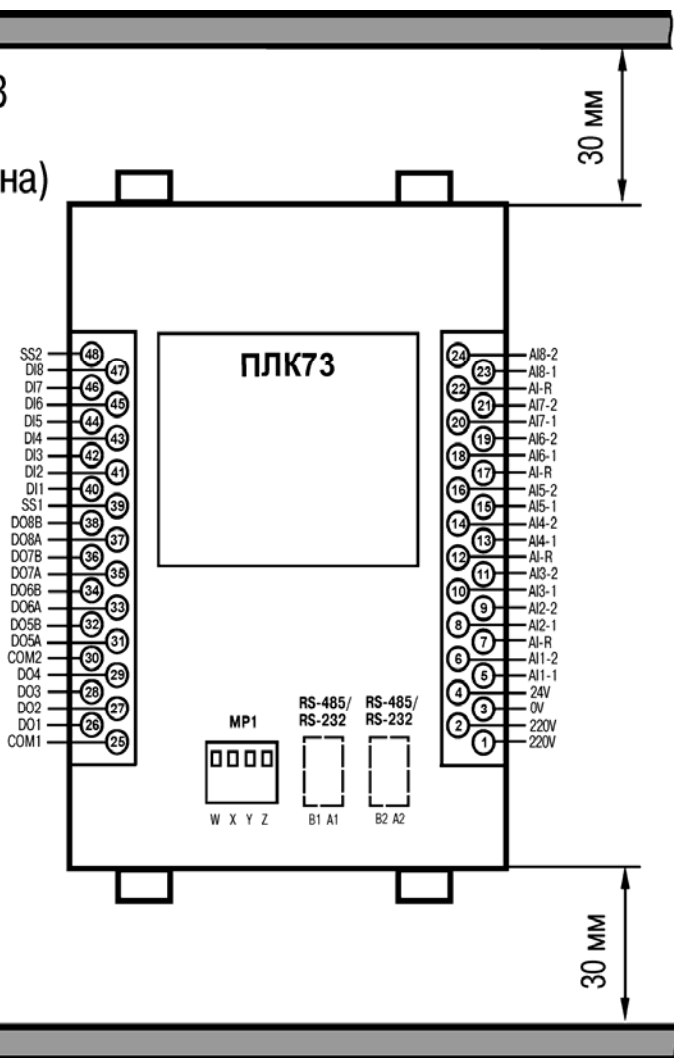 В
на)
30 мм
ПЛК73
SS2 48
DI8 47
DI7 46
DI6 45
DI5 44
DI4 43
DI3 42
DI2 41
DI1 40
SS1 39
DO8B 38
DO8A 37
DO7B 36
DO7A 35
DO6B 34
DO6A 33
DO5B 32
DO5A 31
COM2 30
DO4 29
DO3 28
DO2 27
DO1 26
COM1 25
24 AI8-2
23 AI8-1
22 AI-R
21 AI7-2
20 AI7-1
19 AI6-2
18 AI6-1
17 AI-R
16 AI5-2
15 AI5-1
14 AI4-2
13 AI4-1
12 AI-R
11 AI3-2
10 AI3-1
9 AI2-2
8 AI2-1
7 AI-R
6 AI1-2
5 AI1-1
4 24V
3 0V
2 220V
1 220V
MP1
W X Y Z
RS-485/
RS-232
B1 A1
RS-485/
RS-232
B2 A2
30 мм